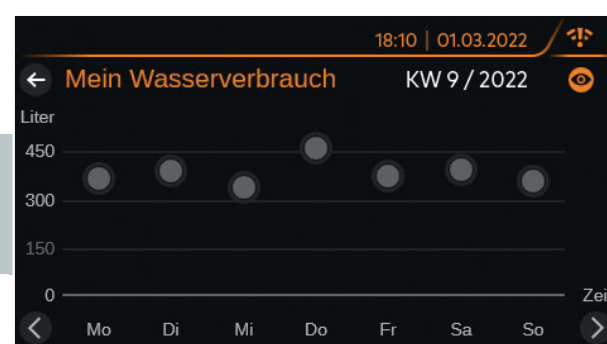 18:10 | 01.03.2022
Mein Wasserverbrauch KW 9 / 2022
Liter
450
300
150
0
Zei
Mo Di Mi Do Fr Sa So